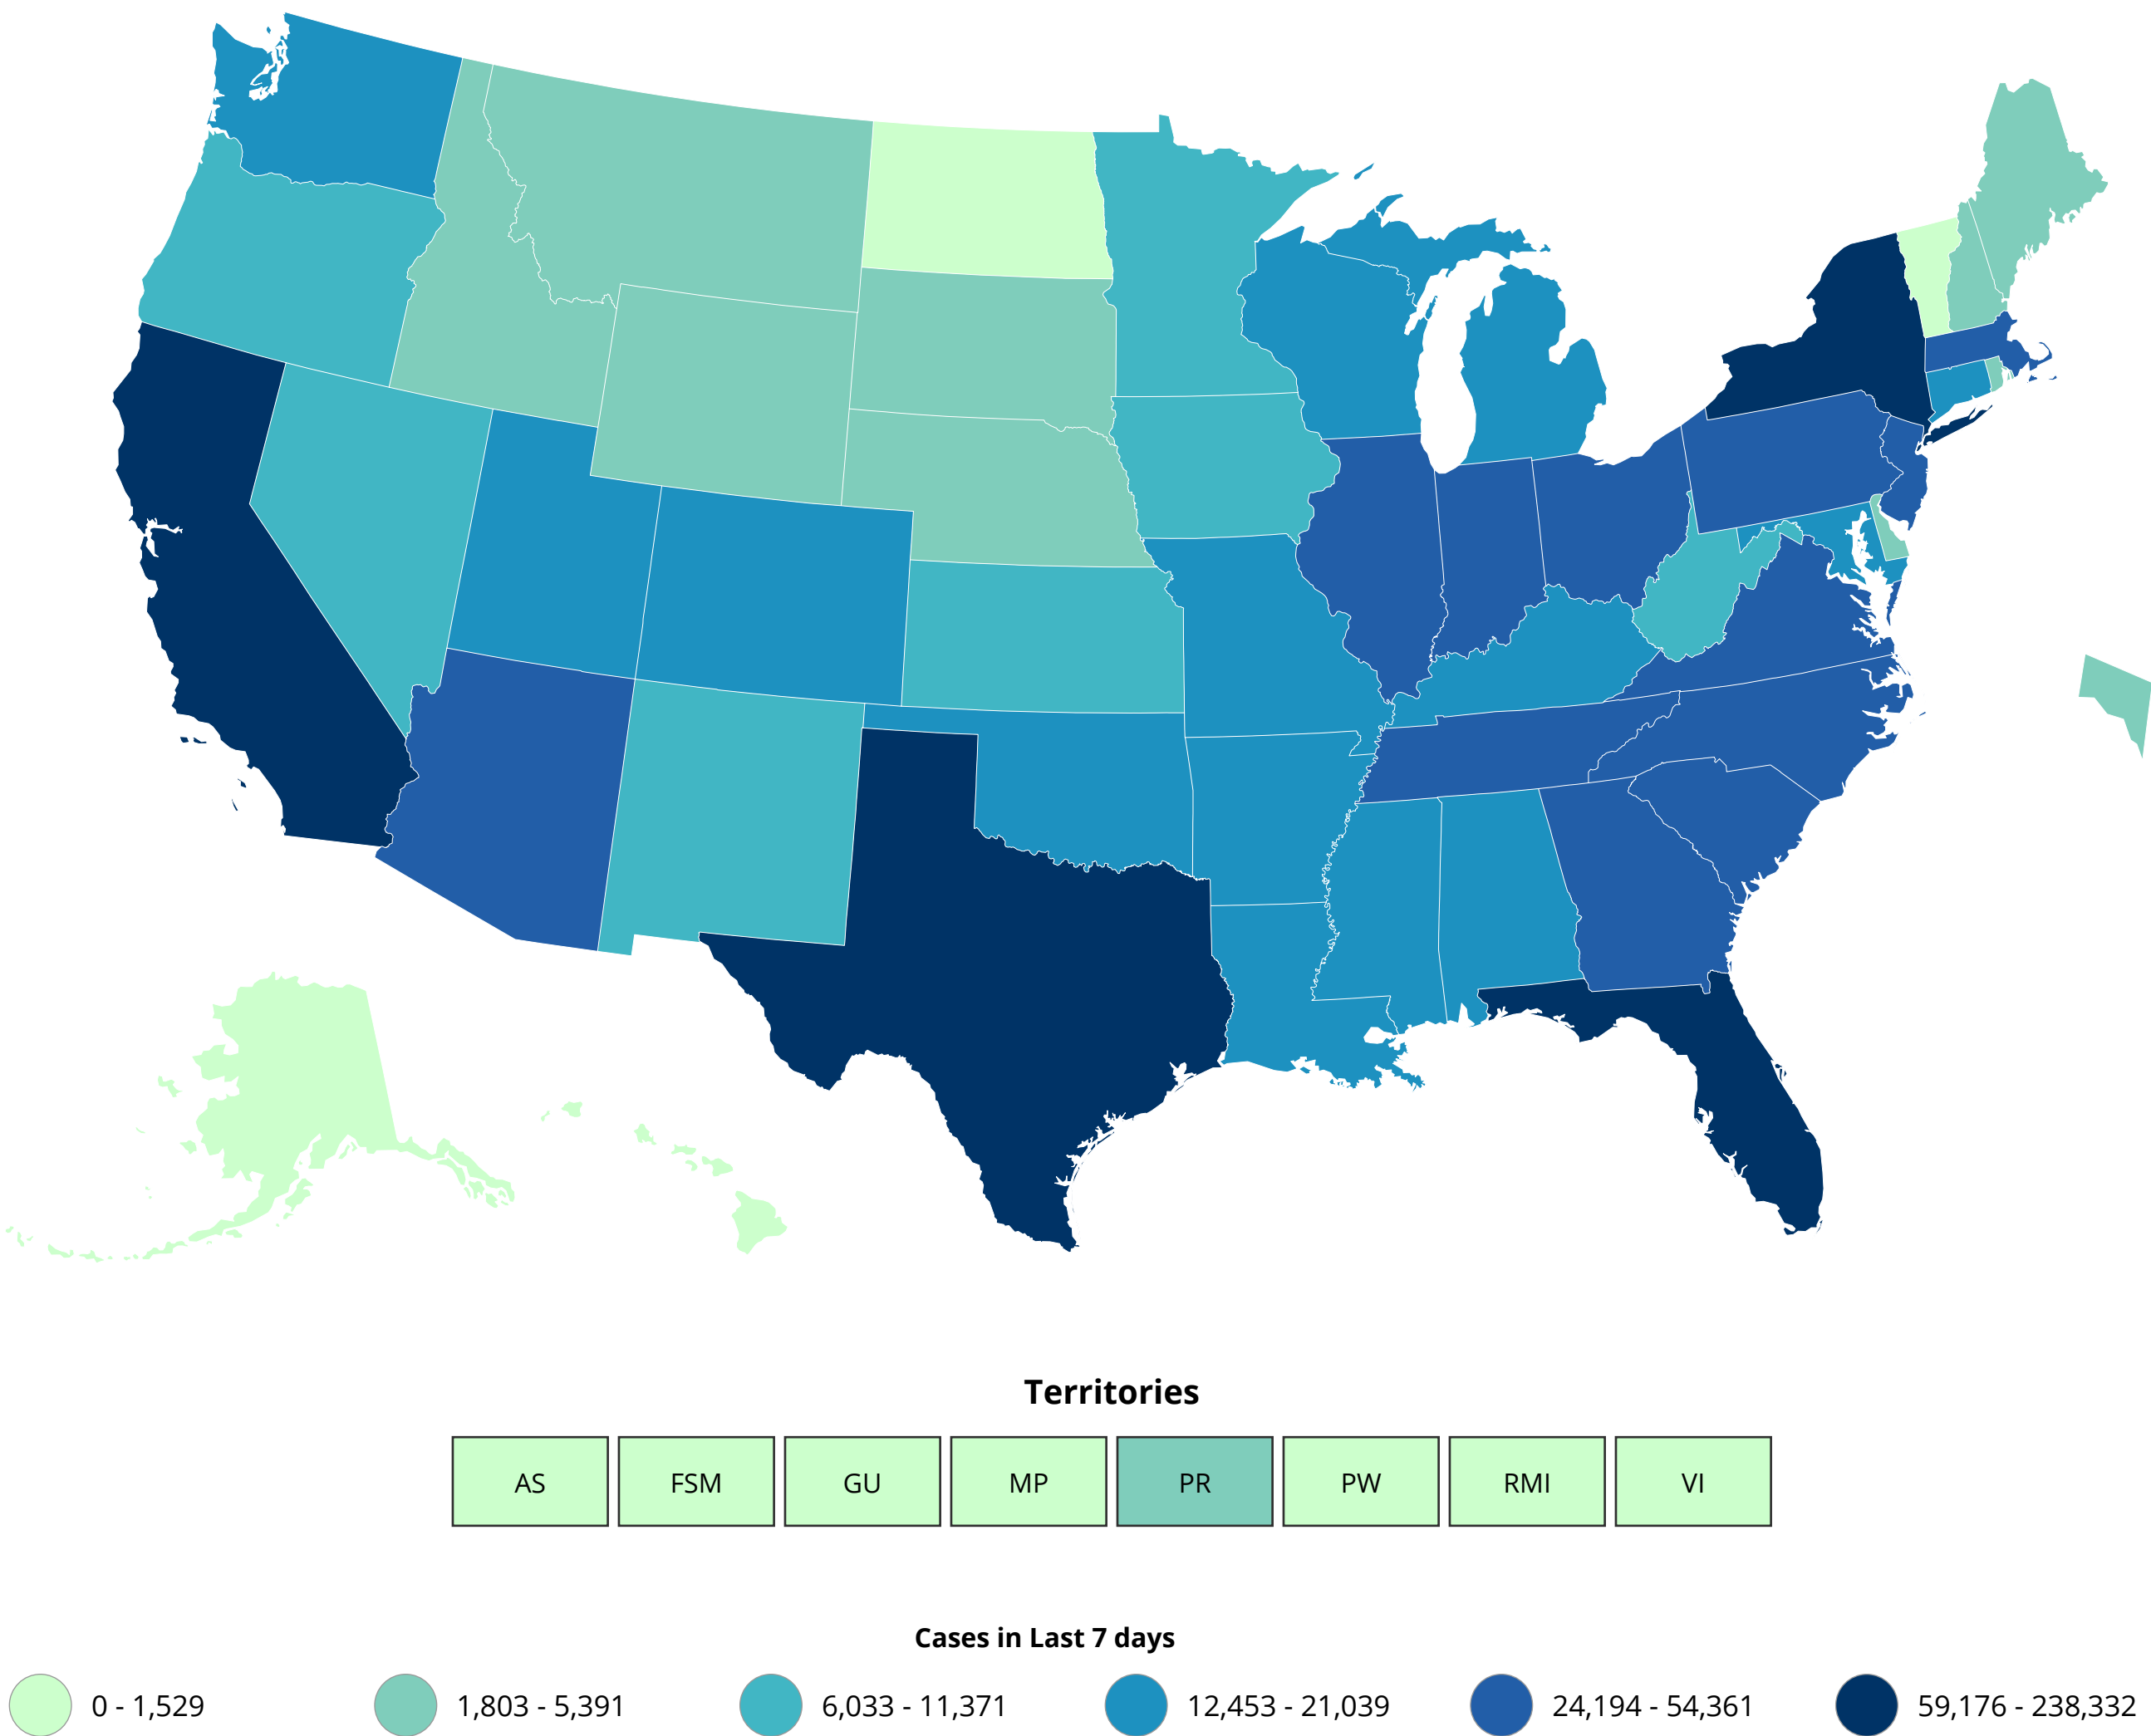 Territories
AS FSM GU MP PR PW RMI VI
Cases in Last 7 days
0 - 1,529 1,803 - 5,391 6,033 - 11,371 12,453 - 21,039 24,194 - 54,361 59,176 - 238,332